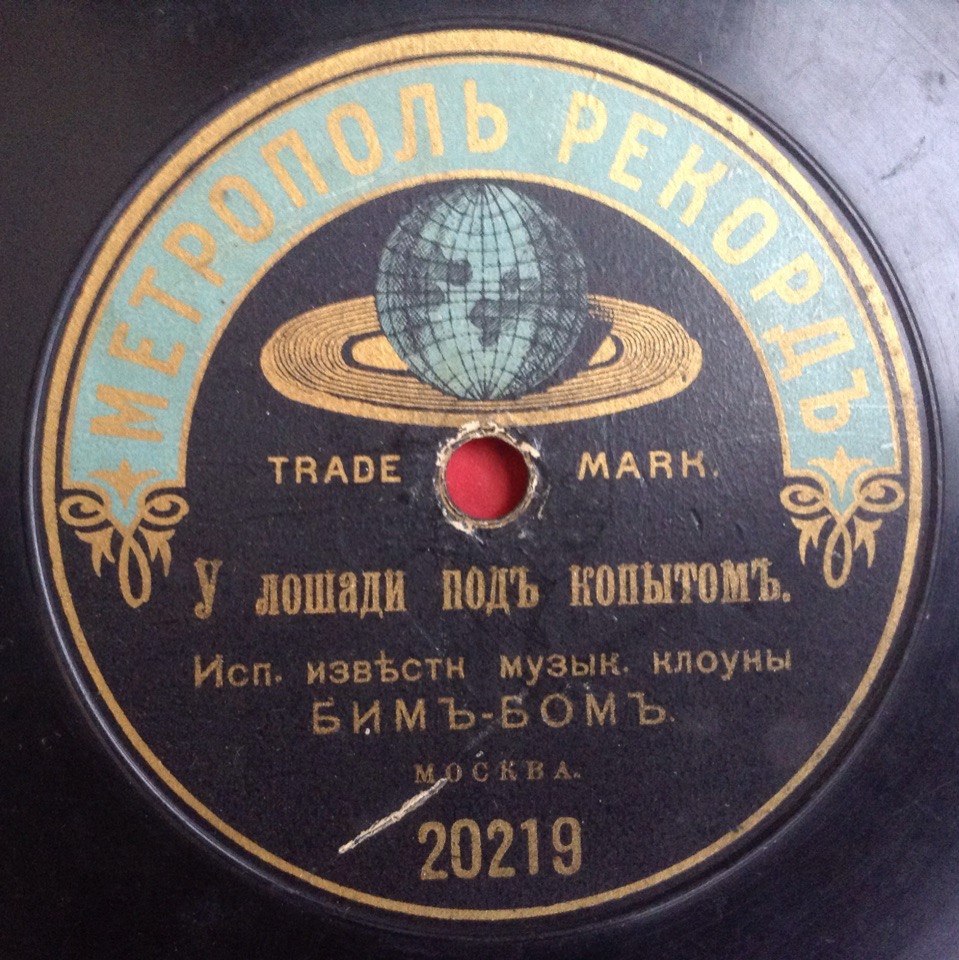 МЕТРОПОЛЬ РЕКОРДЪ
TRADE MARK.
У лошади подъ копытомъ.
Исп. извѣстн музык. клоуны
БИМЪ-БОМЪ.
МОСКВА.
20219